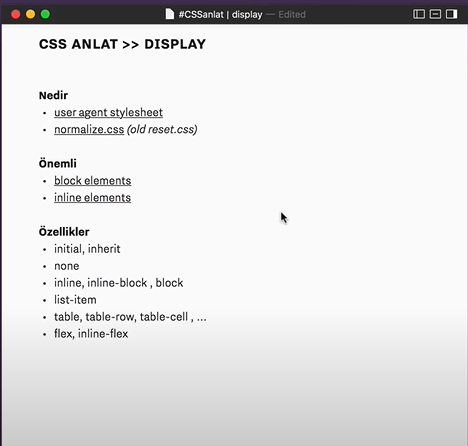 #CSSanlat | display — Edited
CSS ANLAT >> DISPLAY
Nedir
• user agent stylesheet
• normalize.css (old reset.css)
Önemli
• block elements
• inline elements
Özellikler
• initial, inherit
• none
• inline, inline-block , block
• list-item
• table, table-row, table-cell , ...
• flex, inline-flex